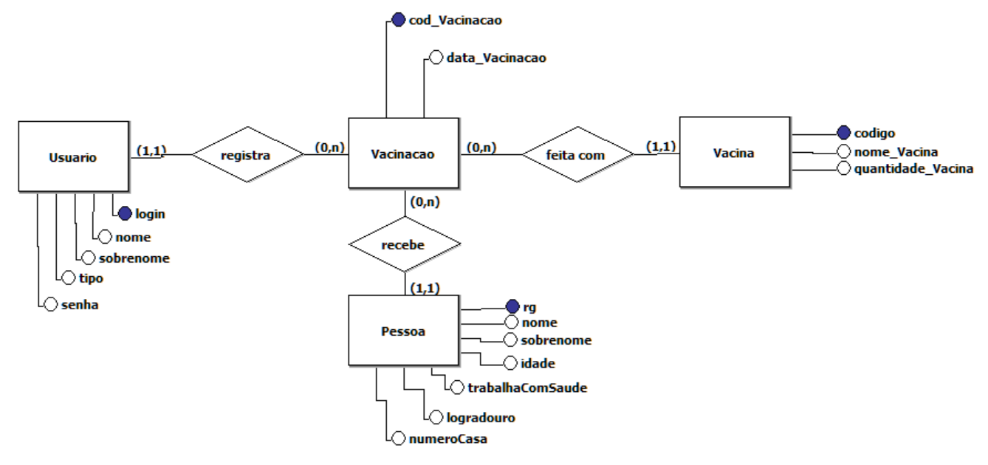 cod_Vacinacao
data_Vacinacao
Usuario
(1,1)
registra
(0,n)
Vacinacao
(0,n)
feita com
(1,1)
Vacina
codigo
nome_Vacina
quantidade_Vacina
login
nome
sobrenome
tipo
senha
(0,n)
recebe
(1,1)
Pessoa
rg
nome
sobrenome
idade
trabalhaComSaude
logradouro
numeroCasa